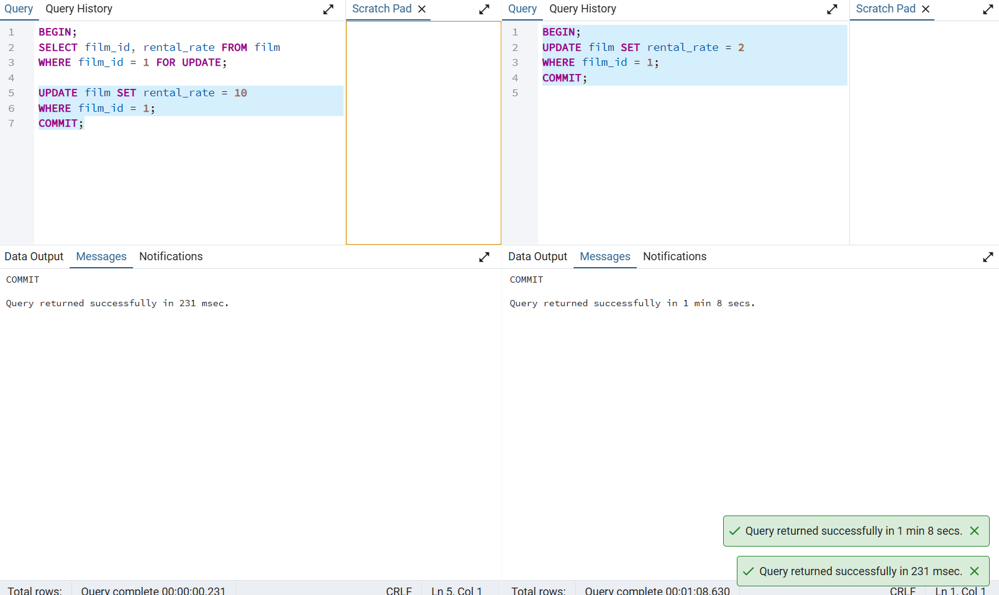 Query Query History
Scratch Pad
1 BEGIN;
2 SELECT film_id, rental_rate FROM film
3 WHERE film_id = 1 FOR UPDATE;
4
5 UPDATE film SET rental_rate = 10
6 WHERE film_id = 1;
7 COMMIT;
Data Output Messages Notifications
COMMIT
Query returned successfully in 231 msec.
Total rows: Query complete 00:00:00.231 CRLF Ln 5, Col 1
Query Query History
Scratch Pad
1 BEGIN;
2 UPDATE film SET rental_rate = 2
3 WHERE film_id = 1;
4 COMMIT;
5
Data Output Messages Notifications
COMMIT
Query returned successfully in 1 min 8 secs.
Query returned successfully in 1 min 8 secs.
Query returned successfully in 231 msec.
Total rows: Query complete 00:01:08.630 CRLF Ln 1, Col 1